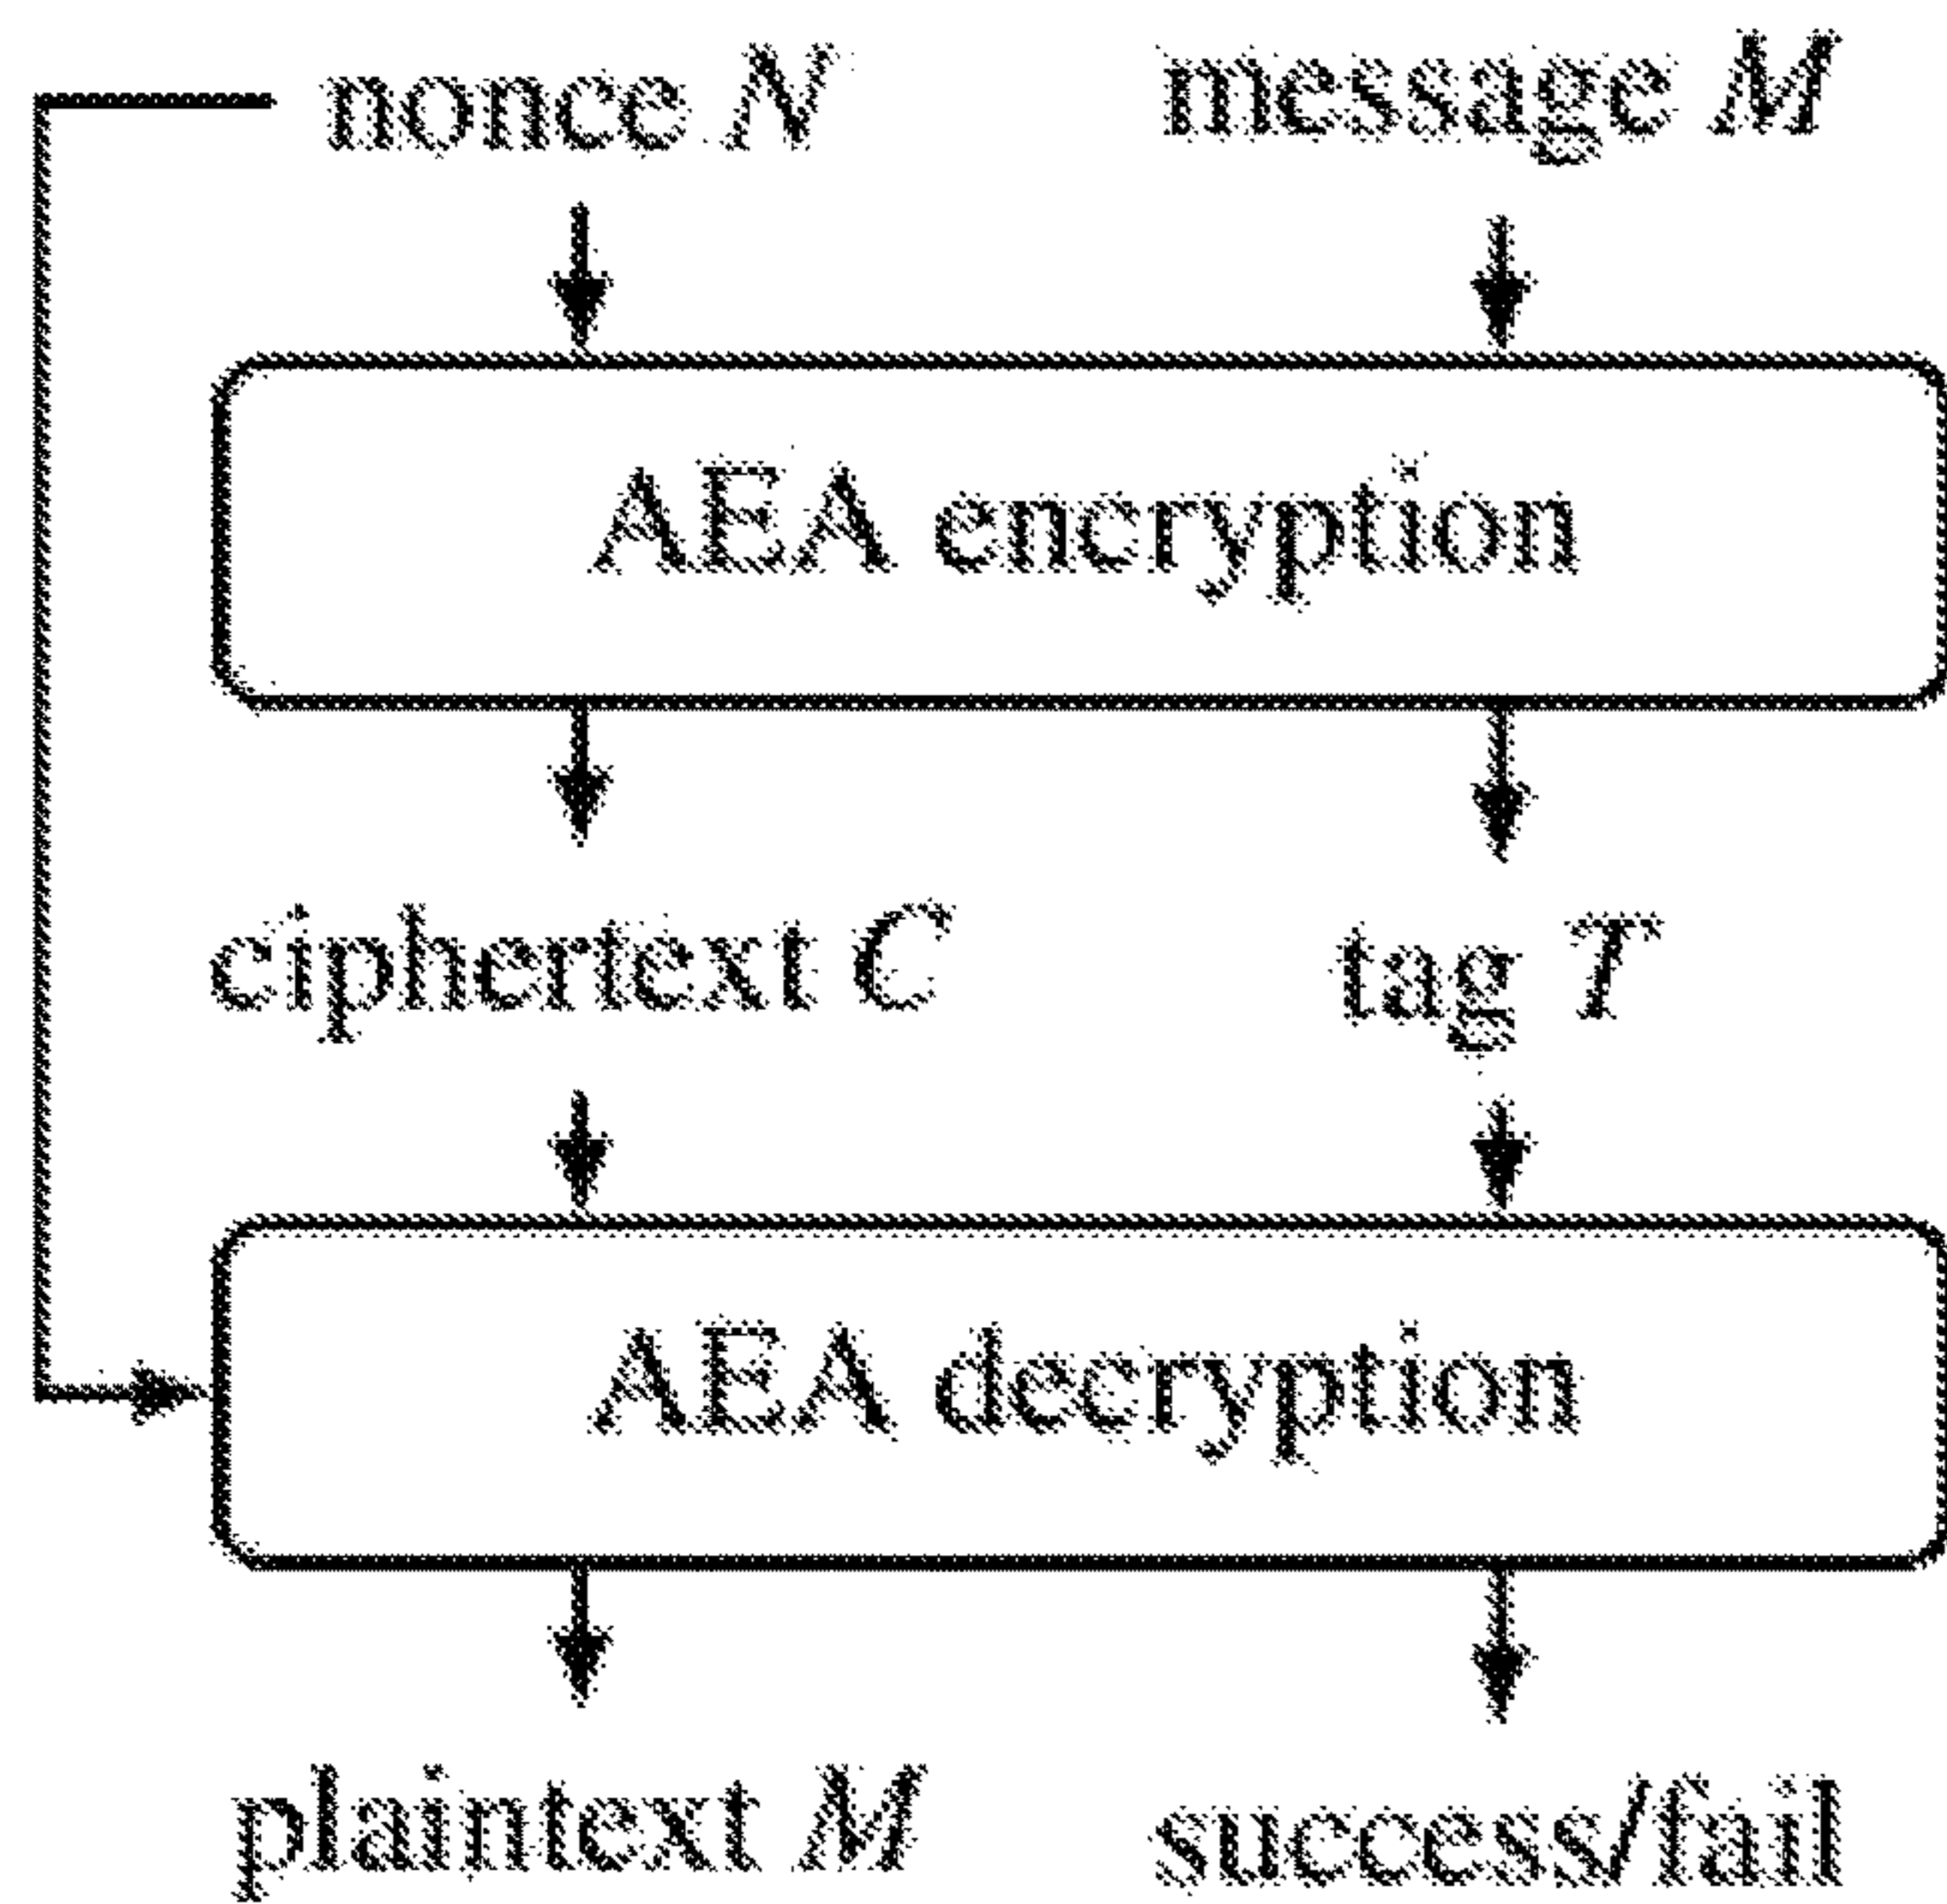 nonce N message M
AEA encryption
ciphertext C tag T
AEA decryption
plaintext M success/fail